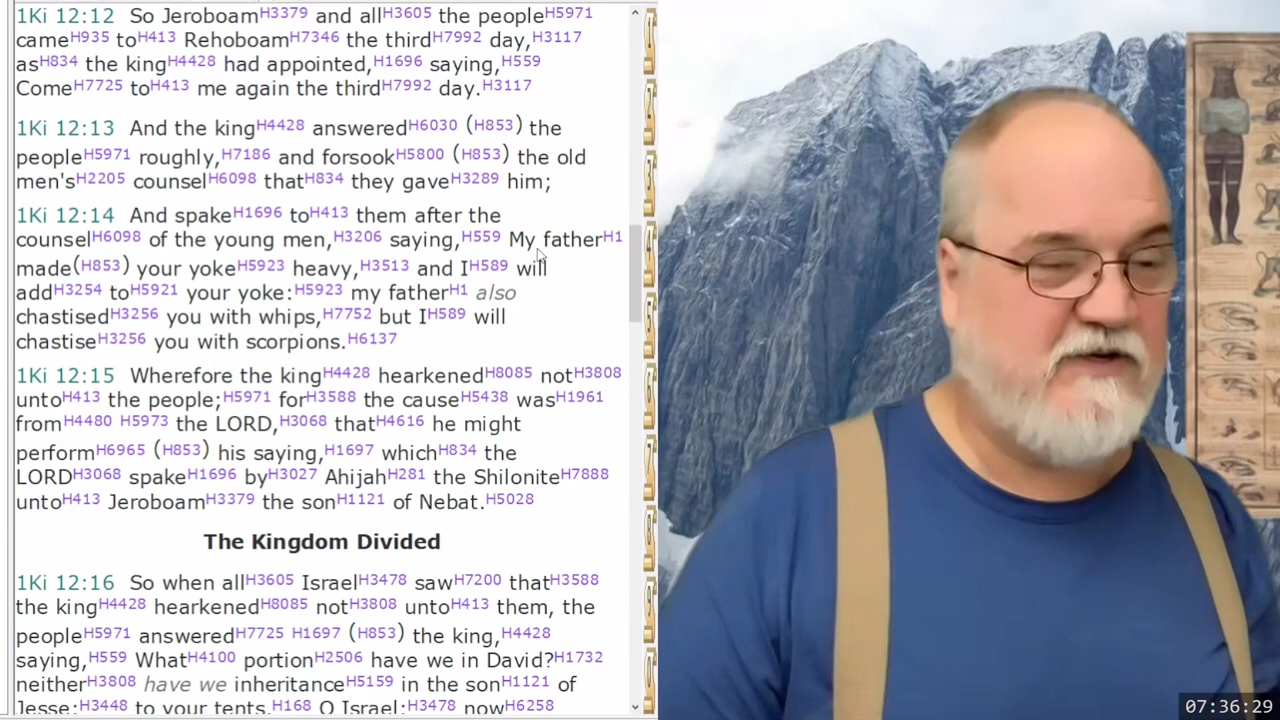 1Ki 12:12 So JeroboamH3379 and allH3605 the peopleH5971
cameH935 toH413 RehoboamH7346 the thirdH7992 day,H3117
asH834 the kingH4428 had appointed,H1696 saying,H559
ComeH7725 toH413 me again the thirdH7992 day.H3117
1Ki 12:13 And the kingH4428 answeredH6030 (H853) the
peopleH5971 roughly,H7186 and forsookH5800 (H853) the old
men'sH2205 counselH6098 thatH834 they gaveH3289 him;
1Ki 12:14 And spakeH1696 toH413 them after the
counselH6098 of the young men,H3206 saying,H559 My fatherH1
made(H853) your yokeH5923 heavy,H3513 and IH589 will
addH3254 toH5921 your yoke:H5923 my fatherH1 also
chastisedH3256 you with whips,H7752 but IH589 will
chastiseH3256 you with scorpions.H6137
1Ki 12:15 Wherefore the kingH4428 hearkenedH8085 notH3808
untoH413 the people;H5971 forH3588 the causeH5438 wasH1961
fromH4480 H5973 the LORD,H3068 thatH4616 he might
performH6965 (H853) his saying,H1697 whichH834 the
LORDH3068 spakeH1696 byH3027 AhijahH281 the ShiloniteH7888
untoH413 JeroboamH3379 the sonH1121 of Nebat.H5028
The Kingdom Divided
1Ki 12:16 So when allH3605 IsraelH3478 sawH7200 thatH3588
the kingH4428 hearkenedH8085 notH3808 untoH413 them, the
peopleH5971 answeredH7725 H1697 (H853) the king,H4428
saying,H559 WhatH4100 portionH2506 have we in David?H1732
neitherH3808 have we inheritanceH5159 in the sonH1121 of
Jesse:H3448 to your tents,H168 O Israel:H3478 nowH6258
07:36:29